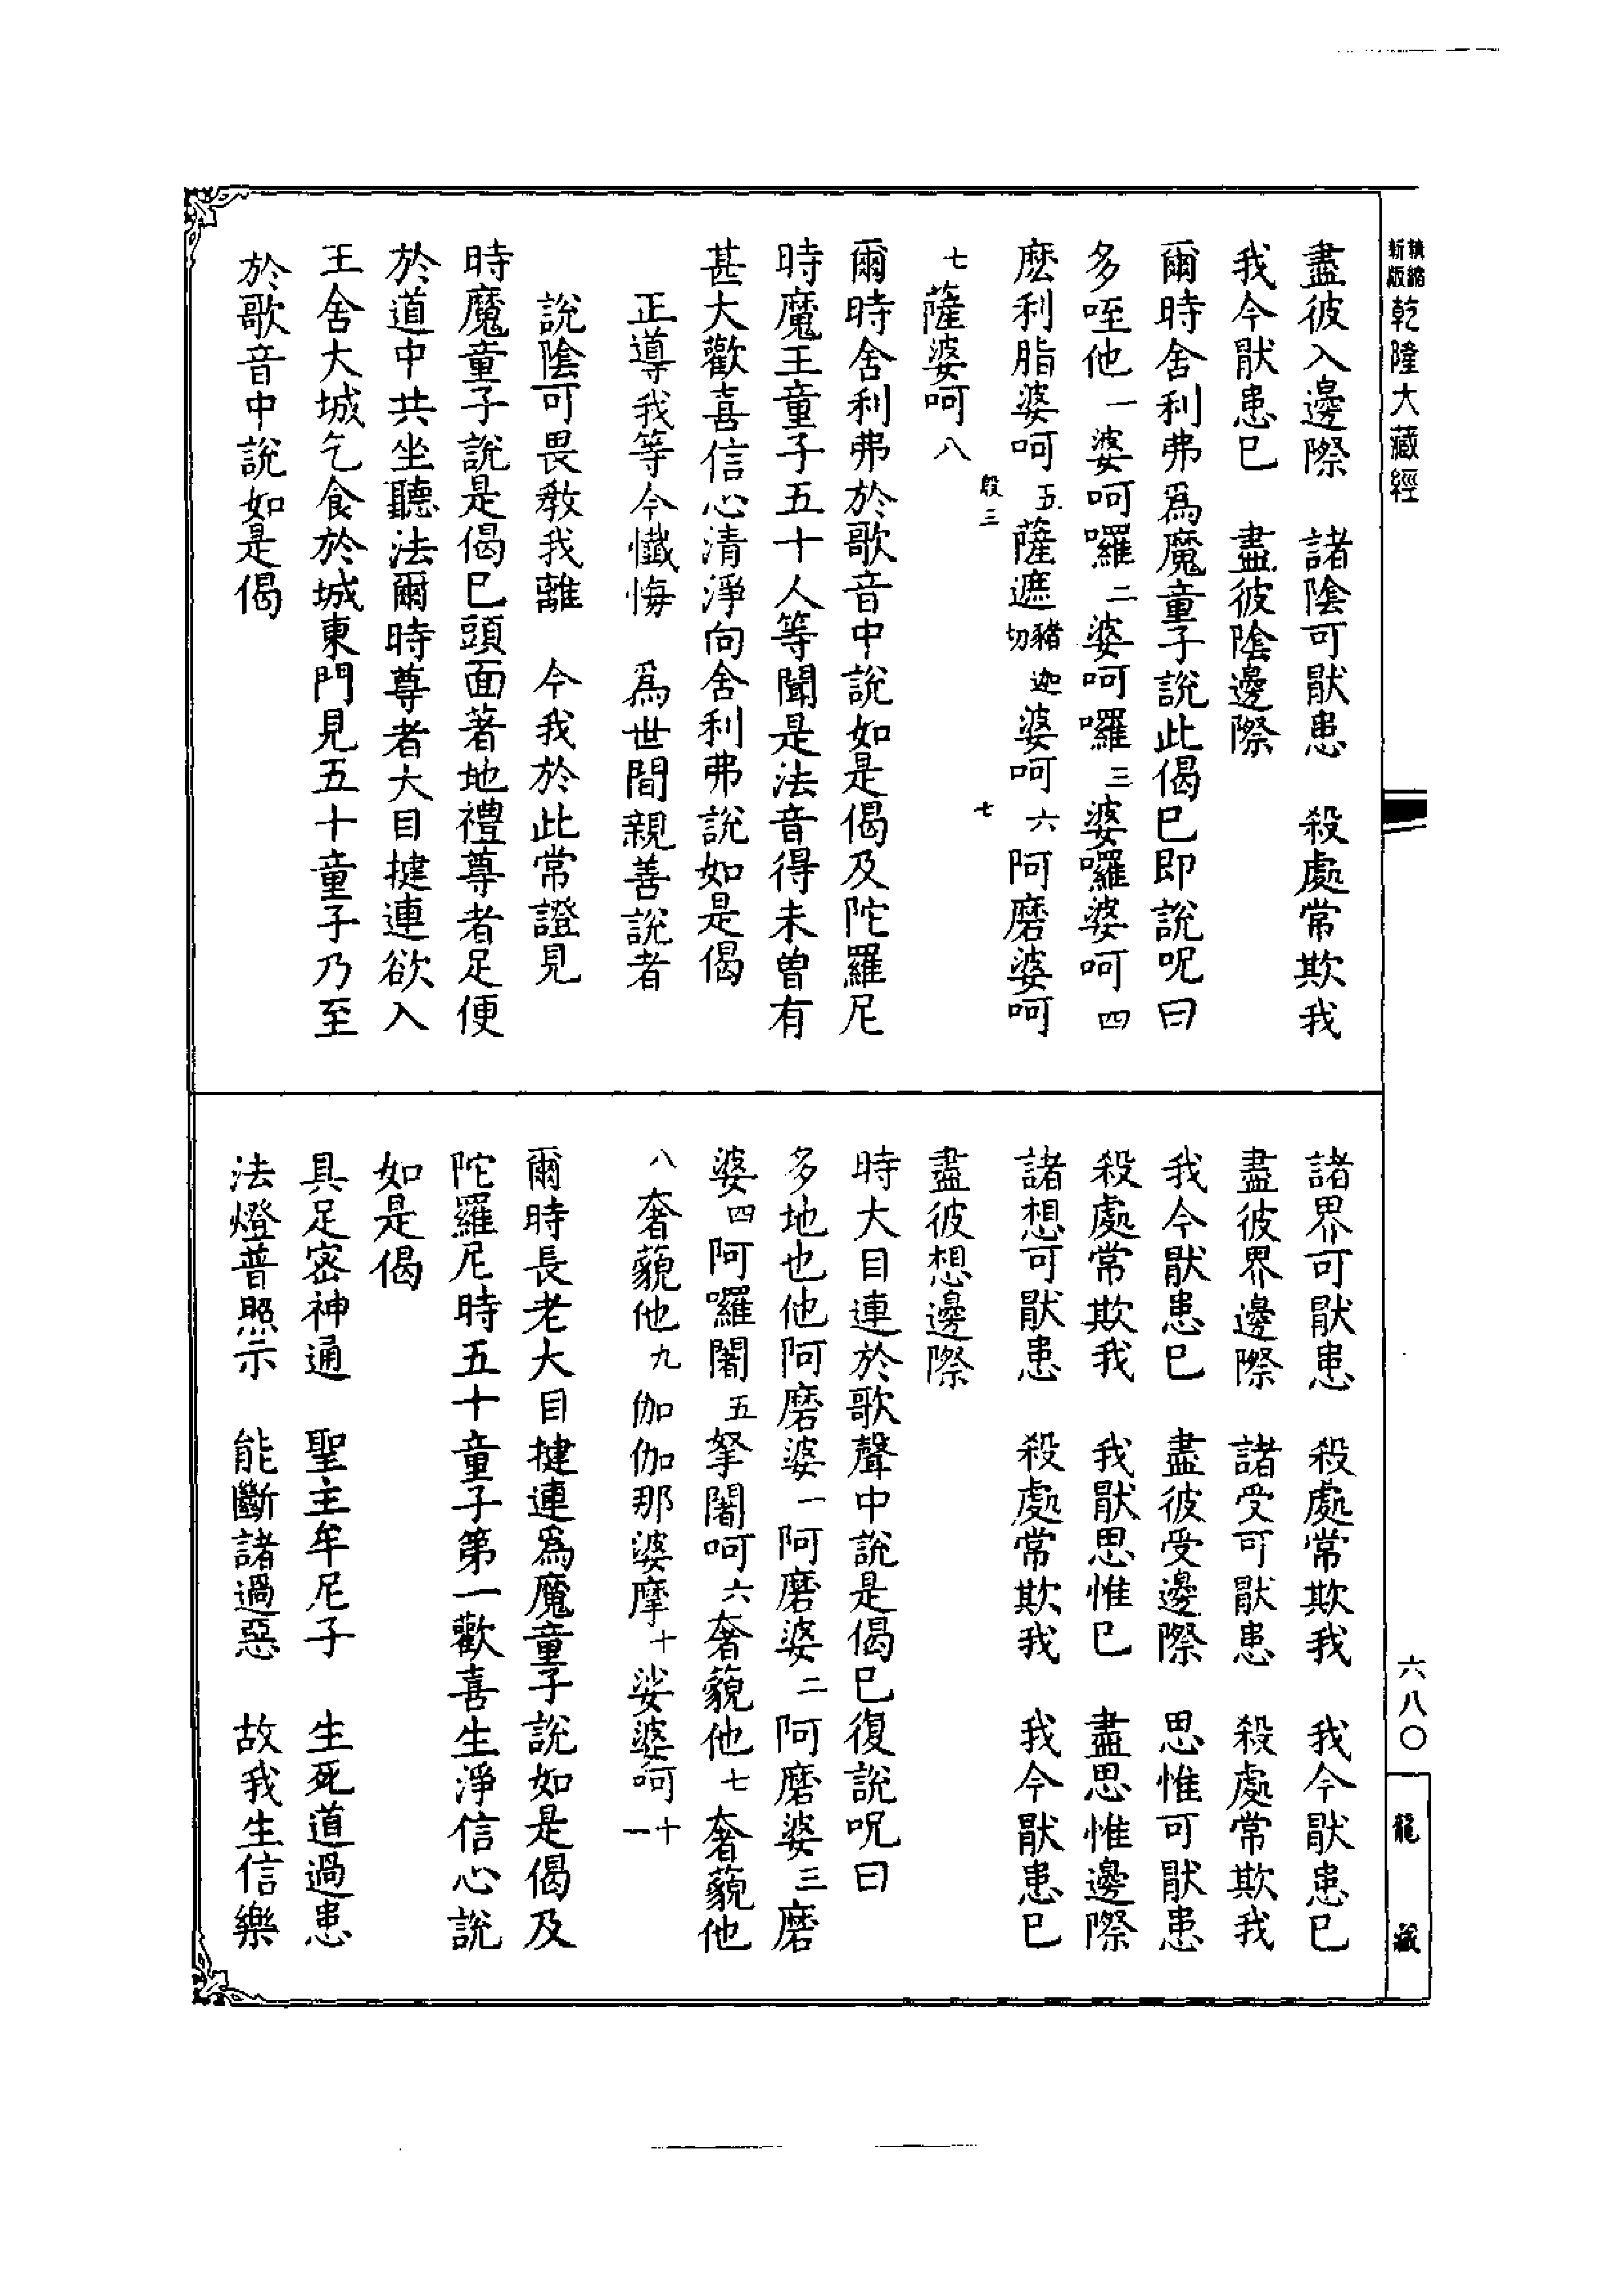 新版
精縮
乾隆大藏經
盡彼入邊際　諸陰可猒患　殺處常欺我
我今猒患已　盡彼陰邊際
爾時舍利弗爲魔童子說此偈已即說呪曰
多咥他一婆呵囉二婆呵囉三婆囉婆呵四
麽利脂婆呵五薩遮豬切迦婆呵六阿磨婆呵
七薩婆呵八
殷三
七
爾時舍利弗於歌音中說如是偈及陀羅尼
時魔王童子五十人等聞是法音得未曾有
甚大歡喜信心清淨向舍利弗說如是偈
正導我等今懺悔　爲世間親善說者
說陰可畏教我離　今我於此常證見
時魔童子說是偈已頭面著地禮尊者足便
於道中共坐聽法爾時尊者大目揵連欲入
王舍大城乞食於城東門見五十童子乃至
於歌音中說如是偈
諸界可猒患　殺處常欺我　我今猒患已
盡彼界邊際　諸受可猒患　殺處常欺我
我今猒患已　盡彼受邊際　思惟可猒患
殺處常欺我　我猒思惟已　盡思惟邊際
諸想可猒患　殺處常欺我　我今猒患已
盡彼想邊際
時大目連於歌聲中說是偈已復說呪曰
多地也他阿磨婆一阿磨婆二阿磨婆三磨
婆四阿囉闍五拏闍呵六奢藐他七奢藐他
八奢藐他九伽伽那婆摩十娑婆呵十一
爾時長老大目揵連爲魔童子說如是偈及
陀羅尼時五十童子第一歡喜生淨信心說
如是偈
具足密神通　聖主牟尼子　生死道過患
法燈普照示　能斷諸過惡　故我生信樂
六八〇
龍藏